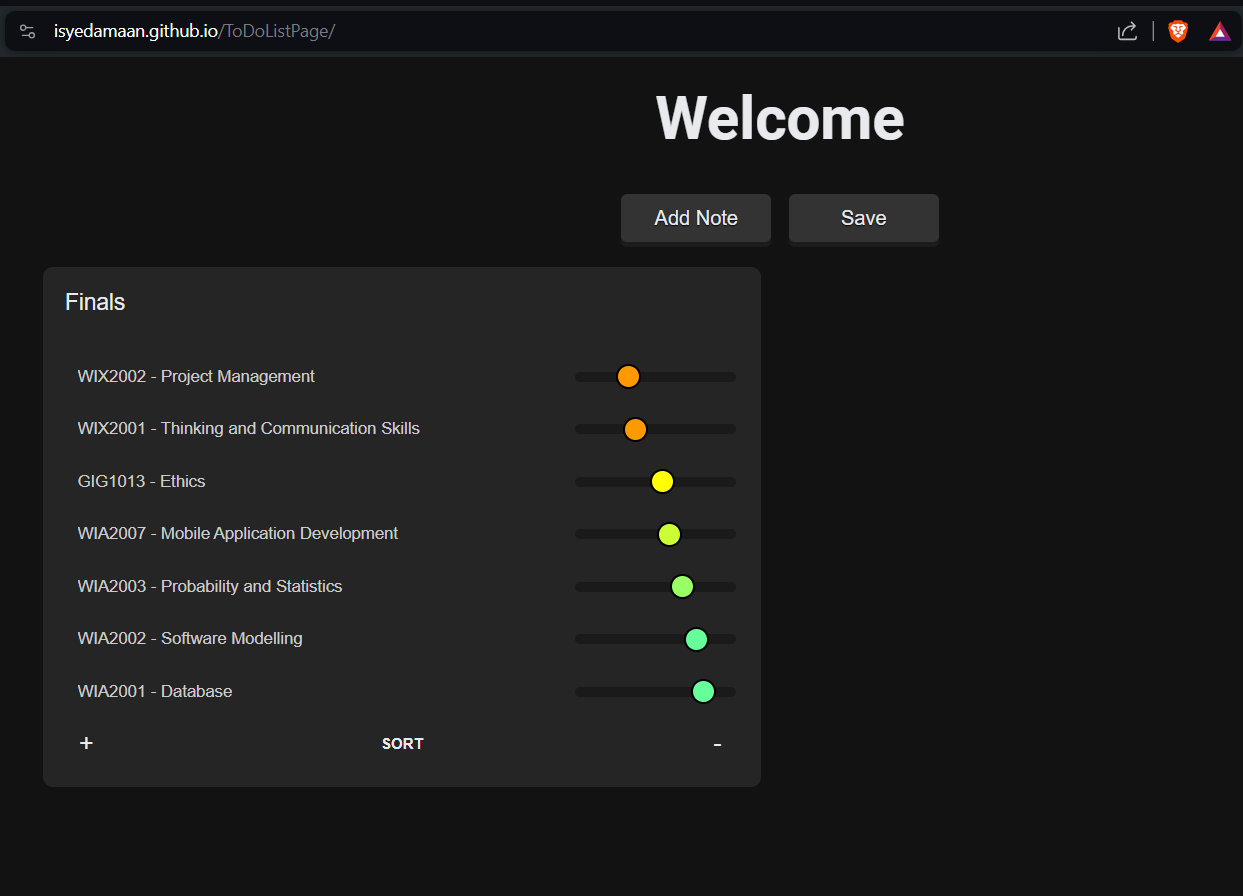 isyedamaan.github.io/ToDoListPage/
Welcome
Add Note
Save
Finals
WIX2002 - Project Management
WIX2001 - Thinking and Communication Skills
GIG1013 - Ethics
WIA2007 - Mobile Application Development
WIA2003 - Probability and Statistics
WIA2002 - Software Modelling
WIA2001 - Database
+ SORT -